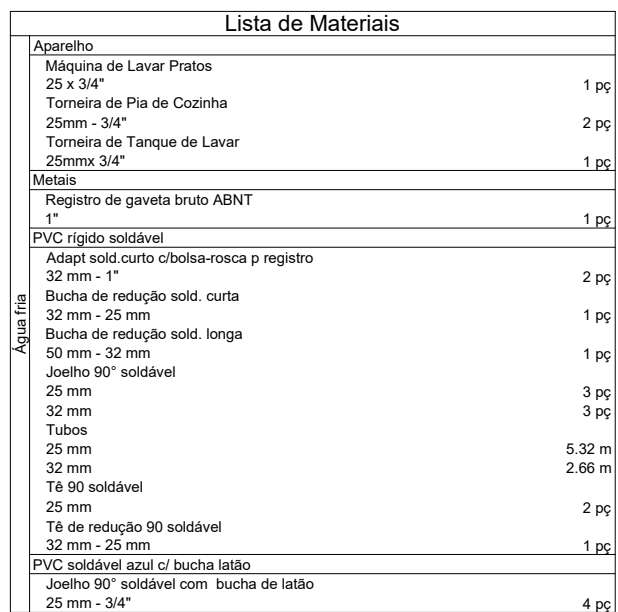 Lista de Materiais
Água fria
Aparelho
Máquina de Lavar Pratos
25 x 3/4" 1 pç
Torneira de Pia de Cozinha
25mm - 3/4" 2 pç
Torneira de Tanque de Lavar
25mmx 3/4" 1 pç
Metais
Registro de gaveta bruto ABNT
1" 1 pç
PVC rígido soldável
Adapt sold.curto c/bolsa-rosca p registro
32 mm - 1" 2 pç
Bucha de redução sold. curta
32 mm - 25 mm 1 pç
Bucha de redução sold. longa
50 mm - 32 mm 1 pç
Joelho 90° soldável
25 mm 3 pç
32 mm 3 pç
Tubos
25 mm 5.32 m
32 mm 2.66 m
Tê 90 soldável
25 mm 2 pç
Tê de redução 90 soldável
32 mm - 25 mm 1 pç
PVC soldável azul c/ bucha latão
Joelho 90° soldável com bucha de latão
25 mm - 3/4" 4 pç